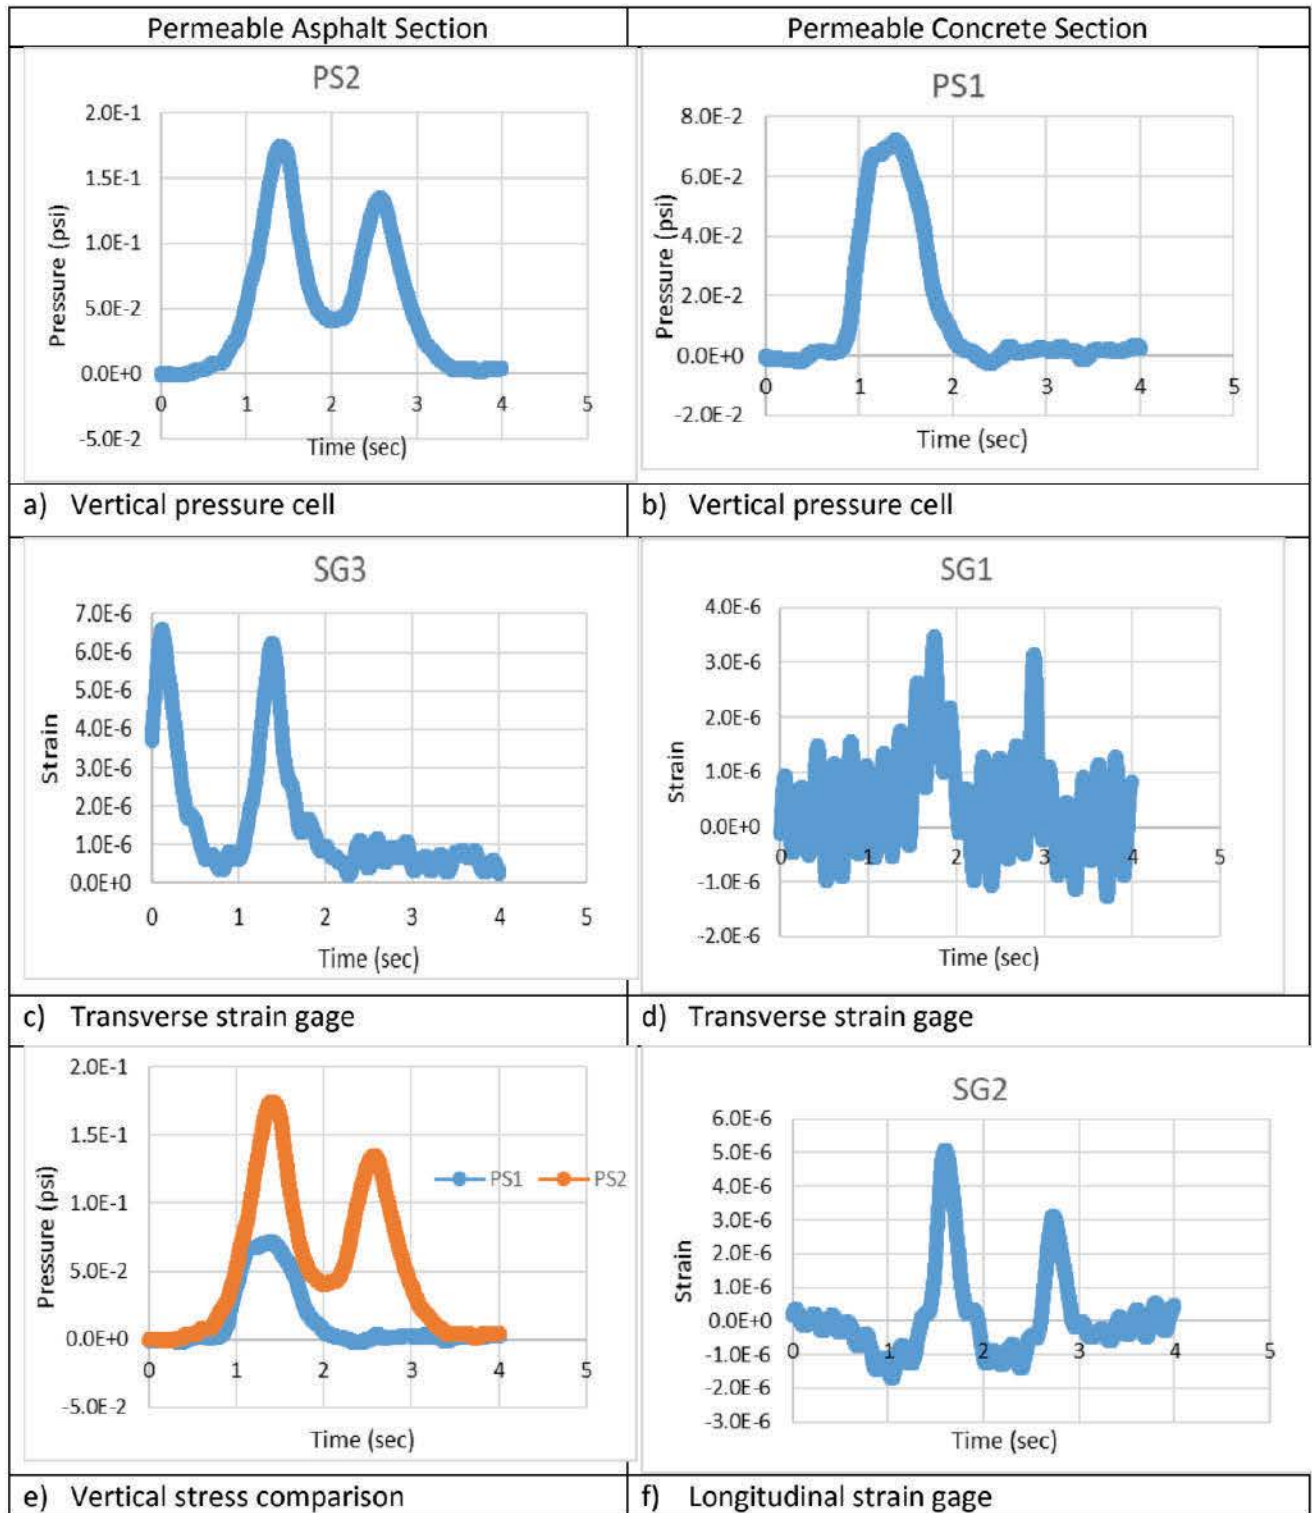 Permeable Asphalt Section
Permeable Concrete Section
PS2
2.0E-1
1.5E-1
1.0E-1
5.0E-2
0.0E+0
-5.0E-2
0 1 2 3 4 5
Pressure (psi)
Time (sec)
PS1
8.0E-2
6.0E-2
4.0E-2
2.0E-2
0.0E+0
-2.0E-2
0 1 2 3 4 5
Pressure (psi)
Time (sec)
a) Vertical pressure cell
b) Vertical pressure cell
SG3
7.0E-6
6.0E-6
5.0E-6
4.0E-6
3.0E-6
2.0E-6
1.0E-6
0.0E+0
0 1 2 3 4 5
Strain
Time (sec)
SG1
4.0E-6
3.0E-6
2.0E-6
1.0E-6
0.0E+0
-1.0E-6
-2.0E-6
0 1 2 3 4 5
Strain
Time (sec)
c) Transverse strain gage
d) Transverse strain gage
2.0E-1
1.5E-1
1.0E-1
5.0E-2
0.0E+0
-5.0E-2
0 1 2 3 4 5
Pressure (psi)
Time (sec)
PS1 PS2
SG2
6.0E-6
5.0E-6
4.0E-6
3.0E-6
2.0E-6
1.0E-6
0.0E+0
-1.0E-6
-2.0E-6
-3.0E-6
0 1 2 3 4 5
Strain
Time (sec)
e) Vertical stress comparison
f) Longitudinal strain gage